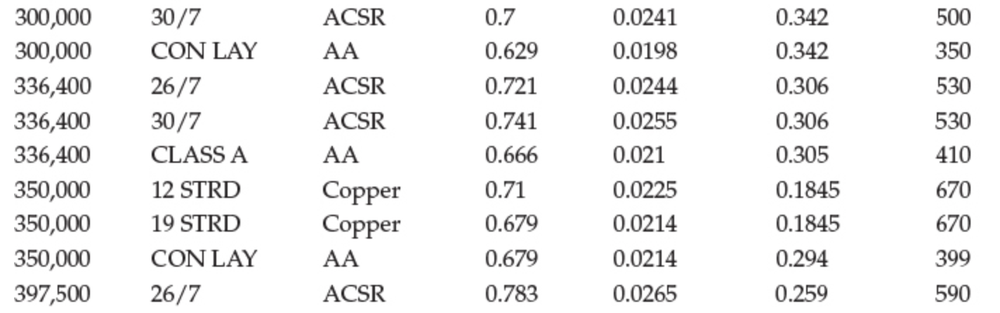 300,000 30/7 ACSR 0.7 0.0241 0.342 500
300,000 CON LAY AA 0.629 0.0198 0.342 350
336,400 26/7 ACSR 0.721 0.0244 0.306 530
336,400 30/7 ACSR 0.741 0.0255 0.306 530
336,400 CLASS A AA 0.666 0.021 0.305 410
350,000 12 STRD Copper 0.71 0.0225 0.1845 670
350,000 19 STRD Copper 0.679 0.0214 0.1845 670
350,000 CON LAY AA 0.679 0.0214 0.294 399
397,500 26/7 ACSR 0.783 0.0265 0.259 590